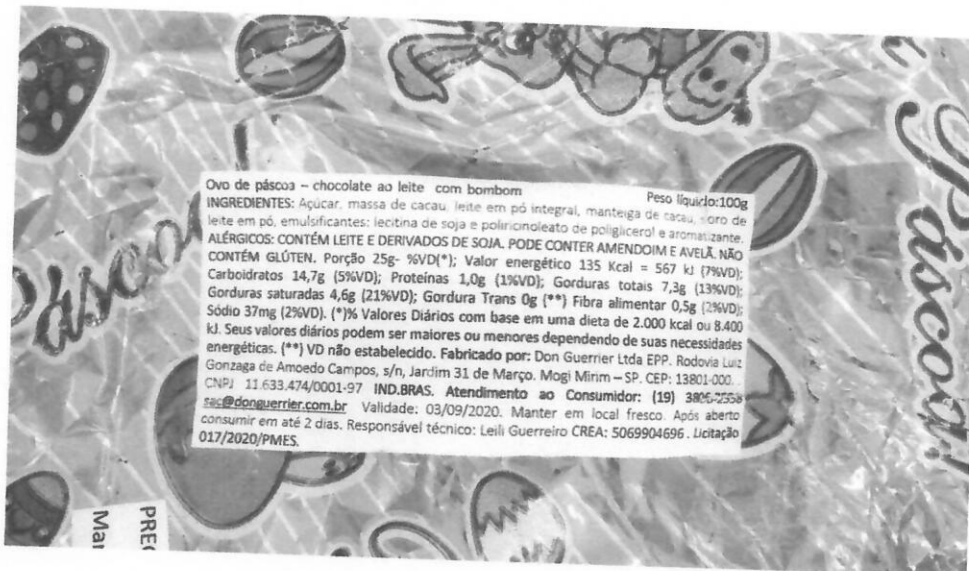 Ovo de páscoa – chocolate ao leite com bombom Peso líquido:100g
INGREDIENTES: Açúcar, massa de cacau, leite em pó integral, manteiga de cacau, soro de
leite em pó, emulsificantes: lecitina de soja e poliricinoleato de poliglicerol e aromatizante.
ALÉRGICOS: CONTÉM LEITE E DERIVADOS DE SOJA. PODE CONTER AMENDOIM E AVELÃ. NÃO
CONTÉM GLÚTEN. Porção 25g- %VD(*); Valor energético 135 Kcal = 567 kJ (7%VD);
Carboidratos 14,7g (5%VD); Proteínas 1,0g (1%VD); Gorduras totais 7,3g (13%VD);
Gorduras saturadas 4,6g (21%VD); Gordura Trans 0g (**) Fibra alimentar 0,5g (2%VD);
Sódio 37mg (2%VD). (*)% Valores Diários com base em uma dieta de 2.000 kcal ou 8.400
kJ. Seus valores diários podem ser maiores ou menores dependendo de suas necessidades
energéticas. (**) VD não estabelecido. Fabricado por: Don Guerrier Ltda EPP. Rodovia Luiz
Gonzaga de Amoedo Campos, s/n, Jardim 31 de Março. Mogi Mirim – SP. CEP: 13801-000.
CNPJ 11.633.474/0001-97 IND.BRAS. Atendimento ao Consumidor: (19)
sac@donguerrier.com.br Validade: 03/09/2020. Manter em local fresco. Após aberto
consumir em até 2 dias. Responsável técnico: Leili Guerreiro CREA: 5069904696. Licitação
017/2020/PMES.
Páscoa
Páscoa!